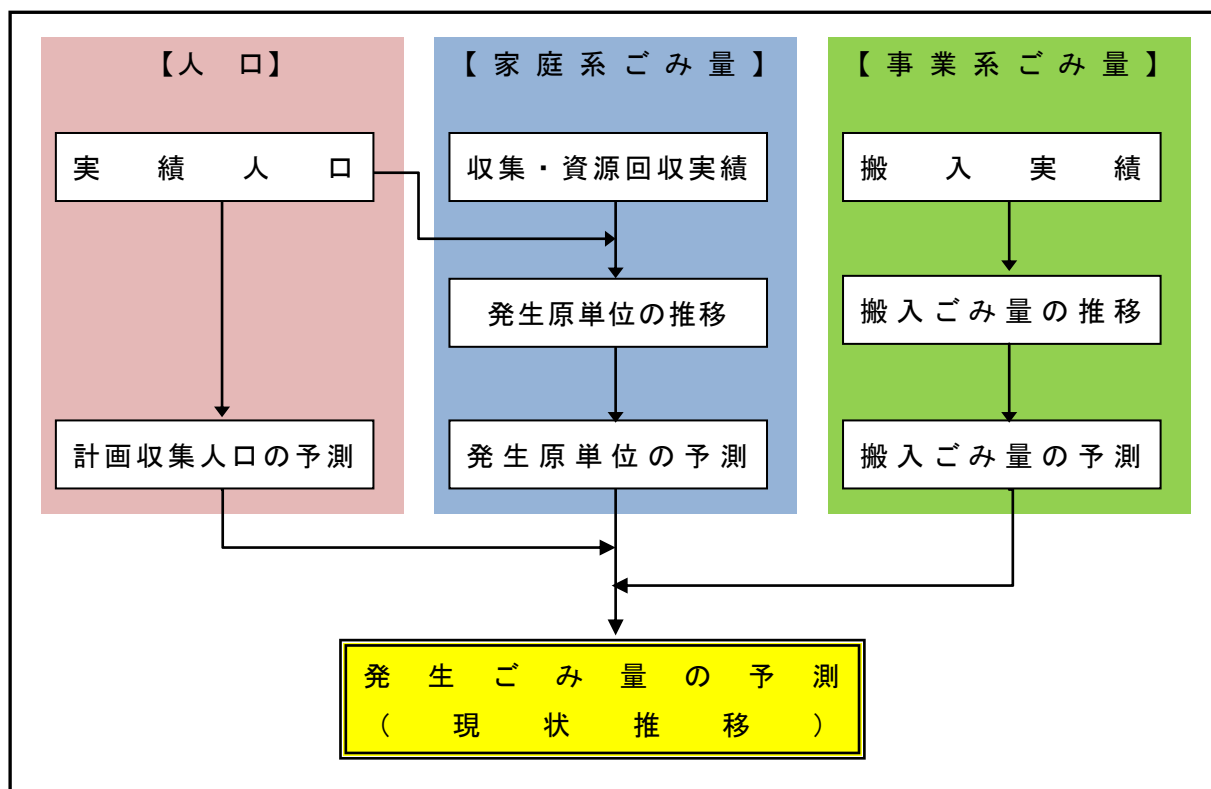 【人口】
【家庭系ごみ量】
【事業系ごみ量】
実績人口
収集・資源回収実績
搬入実績
発生原単位の推移
搬入ごみ量の推移
計画収集人口の予測
発生原単位の予測
搬入ごみ量の予測
発生ごみ量の予測
（現状推移）